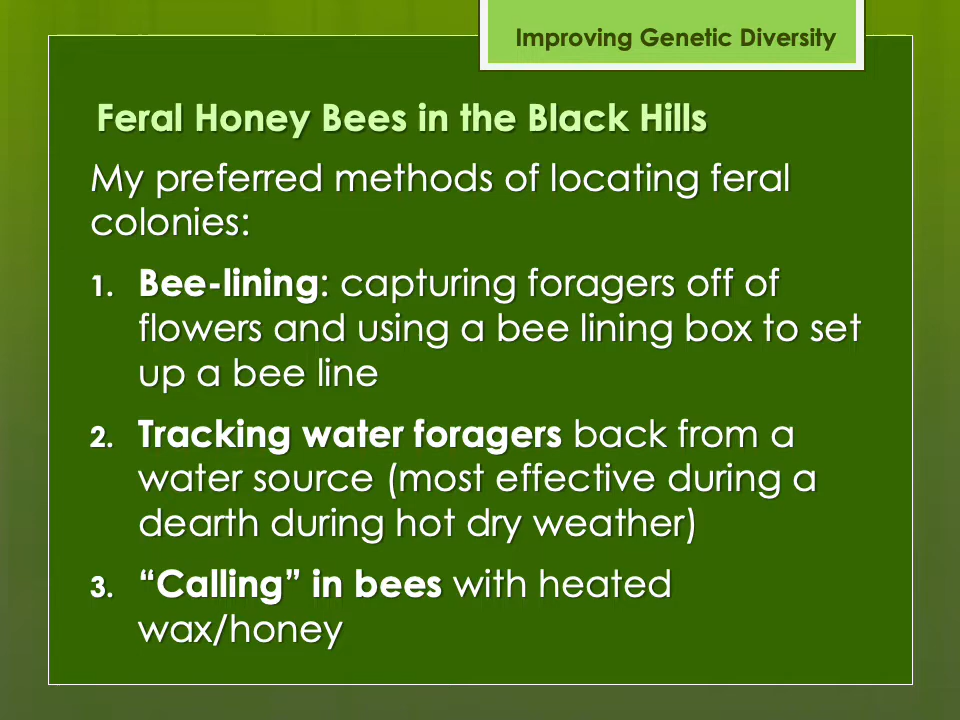 Improving Genetic Diversity
Feral Honey Bees in the Black Hills
My preferred methods of locating feral
colonies:
1. Bee-lining: capturing foragers off of
flowers and using a bee lining box to set
up a bee line
2. Tracking water foragers back from a
water source (most effective during a
dearth during hot dry weather)
3. “Calling” in bees with heated
wax/honey